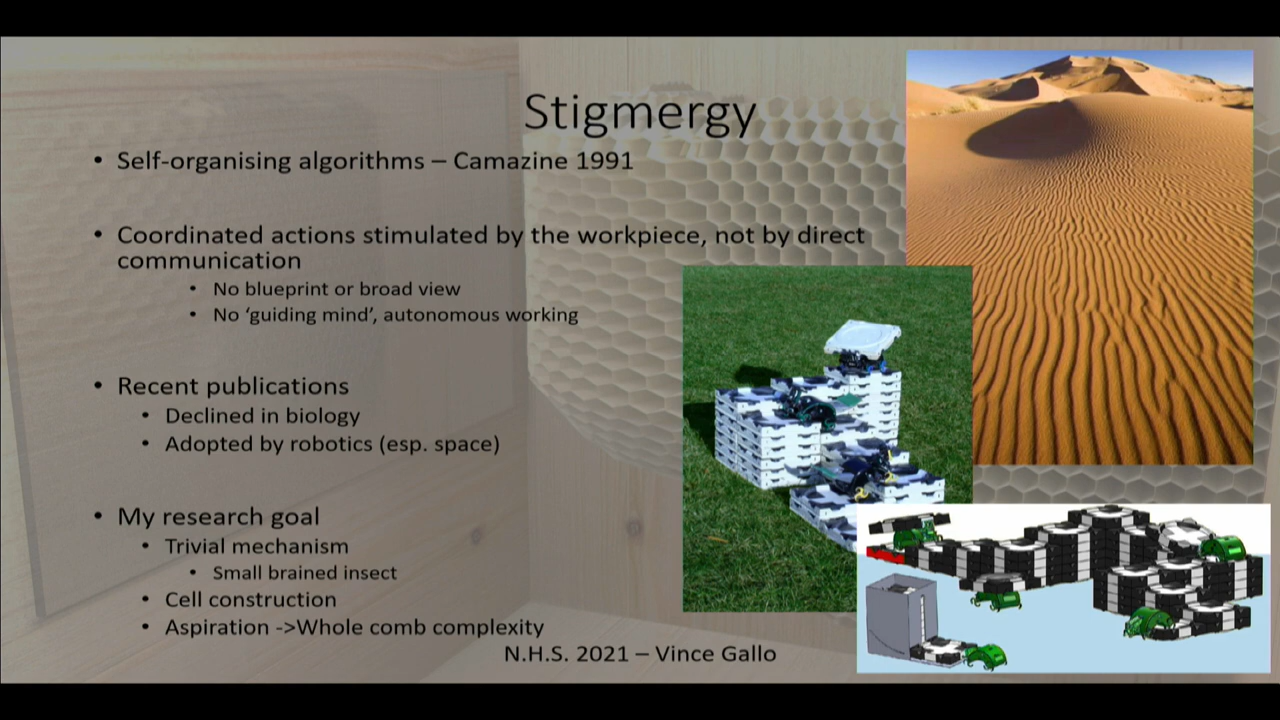 Stigmergy
• Self-organising algorithms – Camazine 1991
• Coordinated actions stimulated by the workpiece, not by direct
communication
• No blueprint or broad view
• No ‘guiding mind’, autonomous working
• Recent publications
• Declined in biology
• Adopted by robotics (esp. space)
• My research goal
• Trivial mechanism
• Small brained insect
• Cell construction
• Aspiration ->Whole comb complexity
N.H.S. 2021 – Vince Gallo